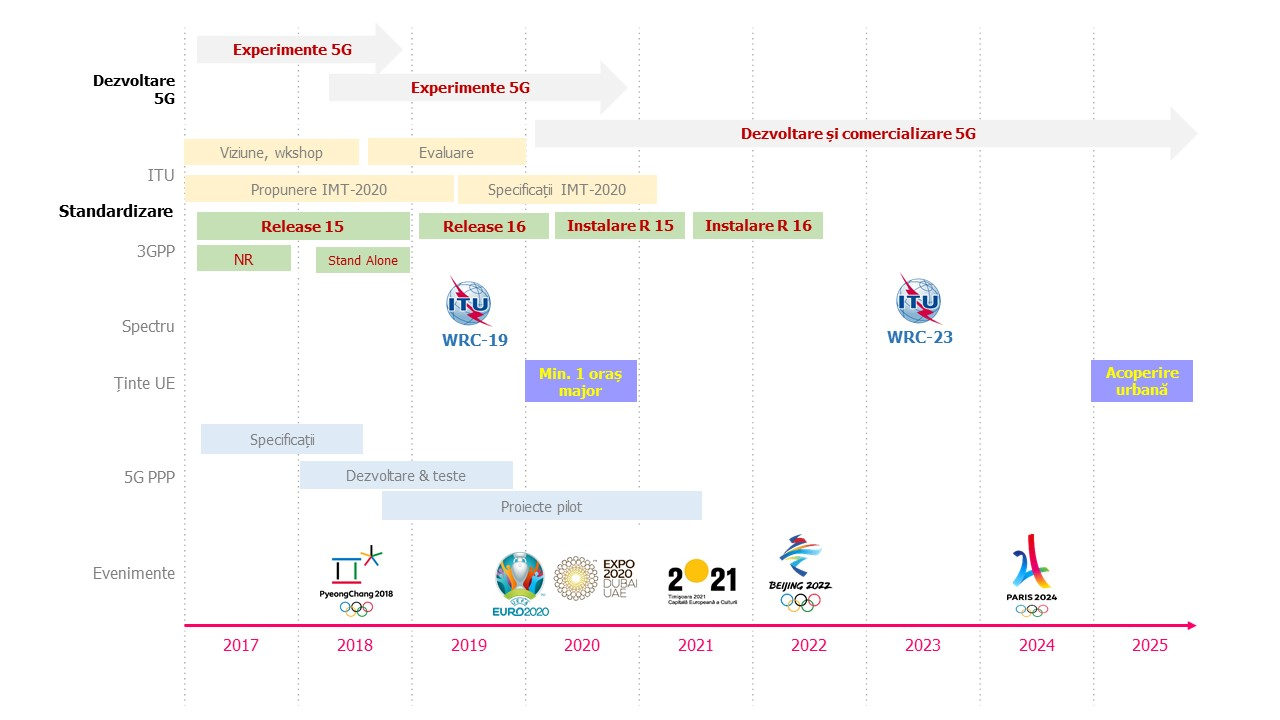 Experimente 5G
Dezvoltare
5G
Experimente 5G
Dezvoltare și comercializare 5G
Viziune, wkshop
Evaluare
ITU
Propunere IMT-2020
Specificații IMT-2020
Standardizare
Release 15
Release 16
Instalare R 15
Instalare R 16
3GPP
NR
Stand Alone
ITU
ITU
Spectru
WRC-19
WRC-23
Ținte UE
Min. 1 oraș
major
Acoperire
urbană
Specificații
5G PPP
Dezvoltare & teste
Proiecte pilot
Evenimente
PyeongChang 2018
UEFA
EURO2020
EXPO
2020
DUBAI
UAE
2021
Timișoara 2021
Capitală Europeană a Culturii
BEIJING 2022
PARIS 2024
2017
2018
2019
2020
2021
2022
2023
2024
2025